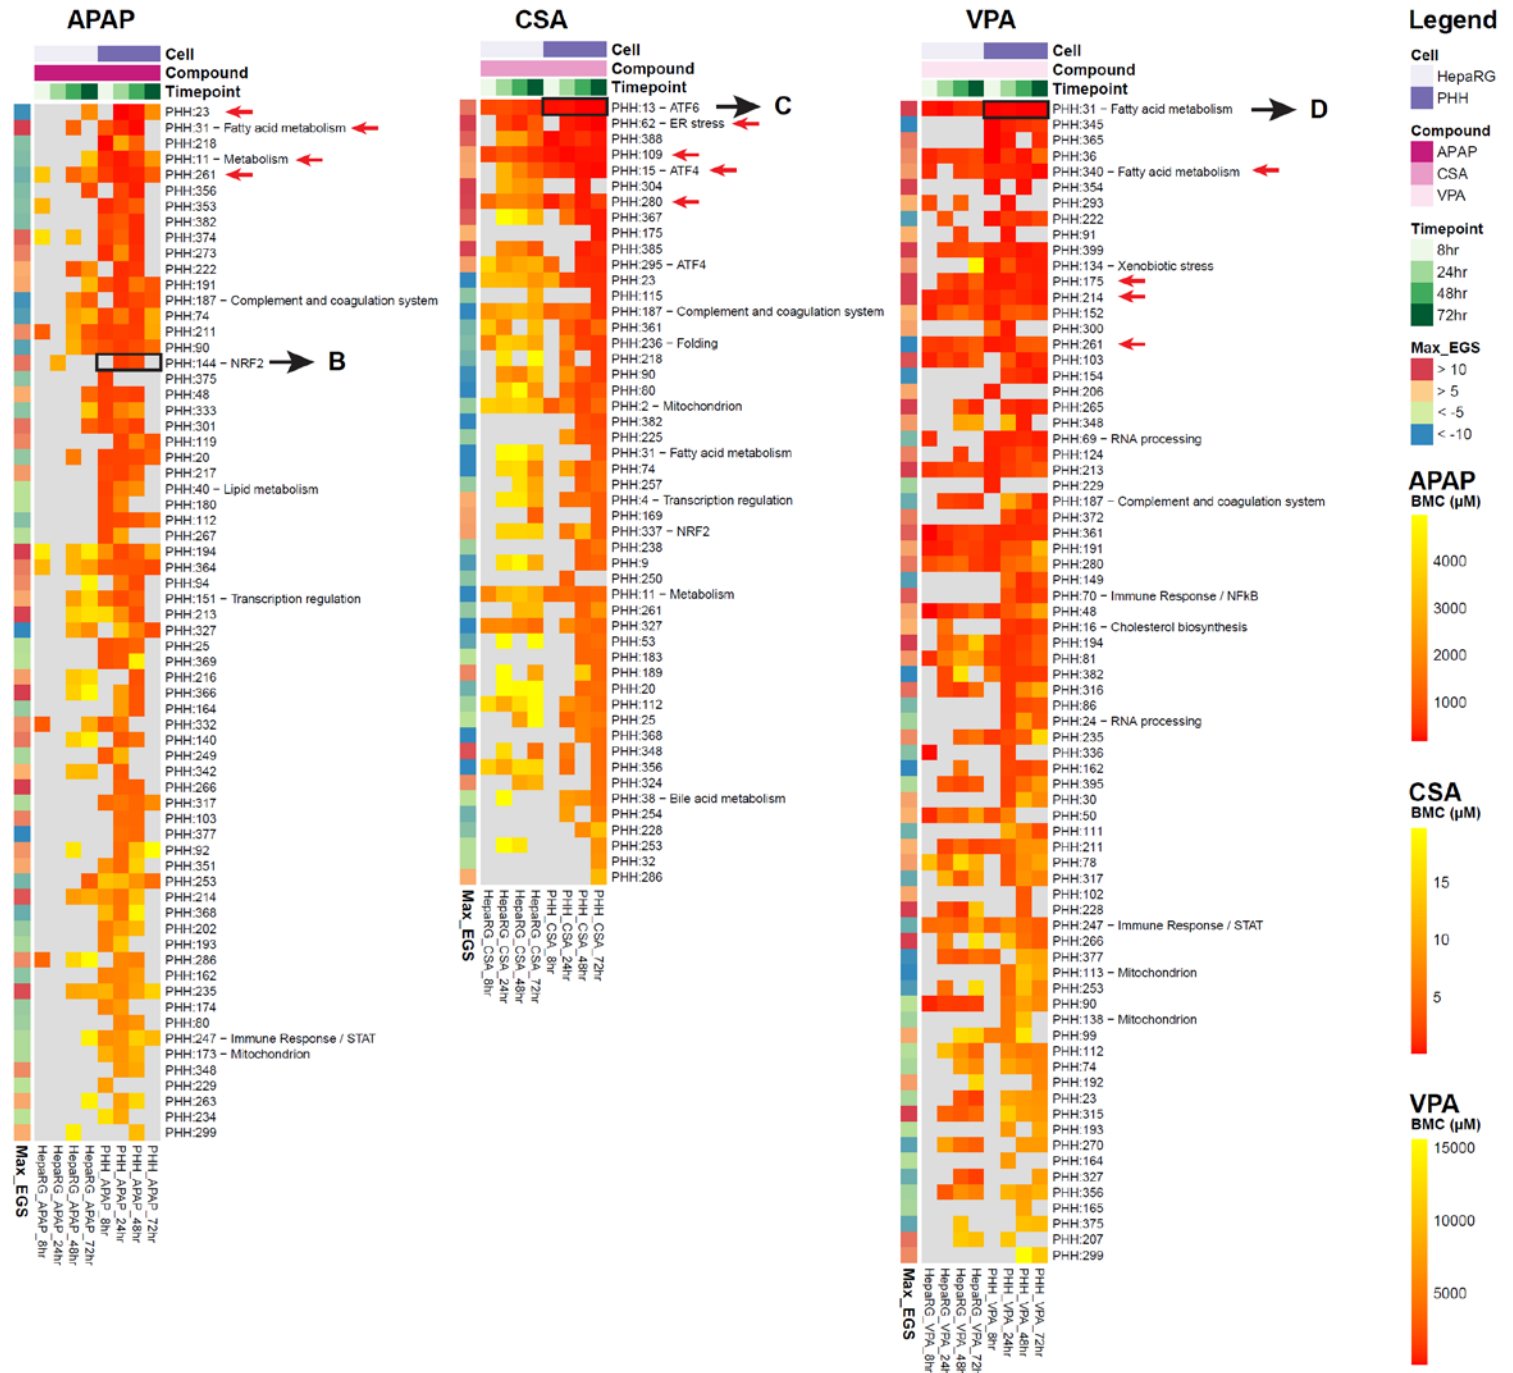 APAP
Cell
Compound
Timepoint
PHH:23
PHH:31 – Fatty acid metabolism
PHH:218
PHH:11 – Metabolism
PHH:261
PHH:356
PHH:353
PHH:382
PHH:374
PHH:273
PHH:222
PHH:191
PHH:187 – Complement and coagulation system
PHH:74
PHH:211
PHH:90
PHH:144 – NRF2
B
PHH:375
PHH:48
PHH:333
PHH:301
PHH:119
PHH:20
PHH:217
PHH:40 – Lipid metabolism
PHH:180
PHH:112
PHH:267
PHH:194
PHH:364
PHH:94
PHH:151 – Transcription regulation
PHH:213
PHH:327
PHH:25
PHH:369
PHH:216
PHH:366
PHH:164
PHH:332
PHH:140
PHH:249
PHH:342
PHH:266
PHH:317
PHH:103
PHH:377
PHH:92
PHH:351
PHH:253
PHH:214
PHH:368
PHH:202
PHH:193
PHH:286
PHH:162
PHH:235
PHH:174
PHH:80
PHH:247 – Immune Response / STAT
PHH:173 – Mitochondrion
PHH:348
PHH:229
PHH:263
PHH:234
PHH:299
Max_EGS
HepaRG_APAP_8hr
HepaRG_APAP_24hr
HepaRG_APAP_48hr
HepaRG_APAP_72hr
PHH_APAP_8hr
PHH_APAP_24hr
PHH_APAP_48hr
PHH_APAP_72hr
CSA
Cell
Compound
Timepoint
PHH:13 – ATF6
C
PHH:62 – ER stress
PHH:388
PHH:109
PHH:15 – ATF4
PHH:304
PHH:280
PHH:367
PHH:175
PHH:385
PHH:295 – ATF4
PHH:23
PHH:115
PHH:187 – Complement and coagulation system
PHH:361
PHH:236 – Folding
PHH:218
PHH:90
PHH:80
PHH:2 – Mitochondrion
PHH:382
PHH:225
PHH:31 – Fatty acid metabolism
PHH:74
PHH:257
PHH:4 – Transcription regulation
PHH:169
PHH:337 – NRF2
PHH:238
PHH:9
PHH:250
PHH:11 – Metabolism
PHH:261
PHH:327
PHH:53
PHH:183
PHH:189
PHH:20
PHH:112
PHH:25
PHH:368
PHH:348
PHH:356
PHH:324
PHH:38 – Bile acid metabolism
PHH:254
PHH:228
PHH:253
PHH:32
PHH:286
Max_EGS
HepaRG_CSA_8hr
HepaRG_CSA_24hr
HepaRG_CSA_48hr
HepaRG_CSA_72hr
PHH_CSA_8hr
PHH_CSA_24hr
PHH_CSA_48hr
PHH_CSA_72hr
VPA
Cell
Compound
Timepoint
PHH:31 – Fatty acid metabolism
D
PHH:345
PHH:365
PHH:36
PHH:340 – Fatty acid metabolism
PHH:354
PHH:293
PHH:222
PHH:91
PHH:399
PHH:134 – Xenobiotic stress
PHH:175
PHH:214
PHH:152
PHH:300
PHH:261
PHH:103
PHH:154
PHH:206
PHH:265
PHH:348
PHH:69 – RNA processing
PHH:124
PHH:213
PHH:229
PHH:187 – Complement and coagulation system
PHH:372
PHH:361
PHH:191
PHH:280
PHH:149
PHH:70 – Immune Response / NFkB
PHH:48
PHH:16 – Cholesterol biosynthesis
PHH:194
PHH:81
PHH:382
PHH:316
PHH:86
PHH:24 – RNA processing
PHH:235
PHH:336
PHH:162
PHH:395
PHH:30
PHH:50
PHH:111
PHH:211
PHH:78
PHH:317
PHH:102
PHH:228
PHH:247 – Immune Response / STAT
PHH:266
PHH:377
PHH:113 – Mitochondrion
PHH:253
PHH:90
PHH:138 – Mitochondrion
PHH:99
PHH:112
PHH:74
PHH:192
PHH:23
PHH:315
PHH:193
PHH:270
PHH:164
PHH:327
PHH:356
PHH:165
PHH:375
PHH:207
PHH:299
Max_EGS
HepaRG_VPA_8hr
HepaRG_VPA_24h
HepaRG_VPA_48h
HepaRG_VPA_72h
PHH_VPA_8hr
PHH_VPA_24hr
PHH_VPA_48hr
PHH_VPA_72hr
Legend
Cell
HepaRG
PHH
Compound
APAP
CSA
VPA
Timepoint
8hr
24hr
48hr
72hr
Max_EGS
> 10
> 5
< -5
< -10
APAP
BMC (µM)
4000
3000
2000
1000
CSA
BMC (µM)
15
10
5
VPA
BMC (µM)
15000
10000
5000